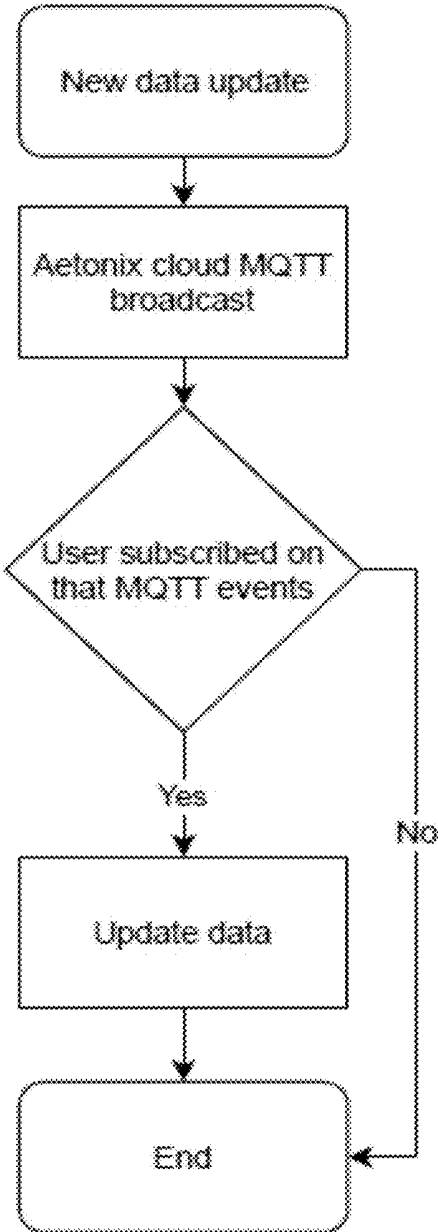 New data update
Aetonix cloud MQTT
broadcast
User subscribed on
that MQTT events
Yes
No
Update data
End